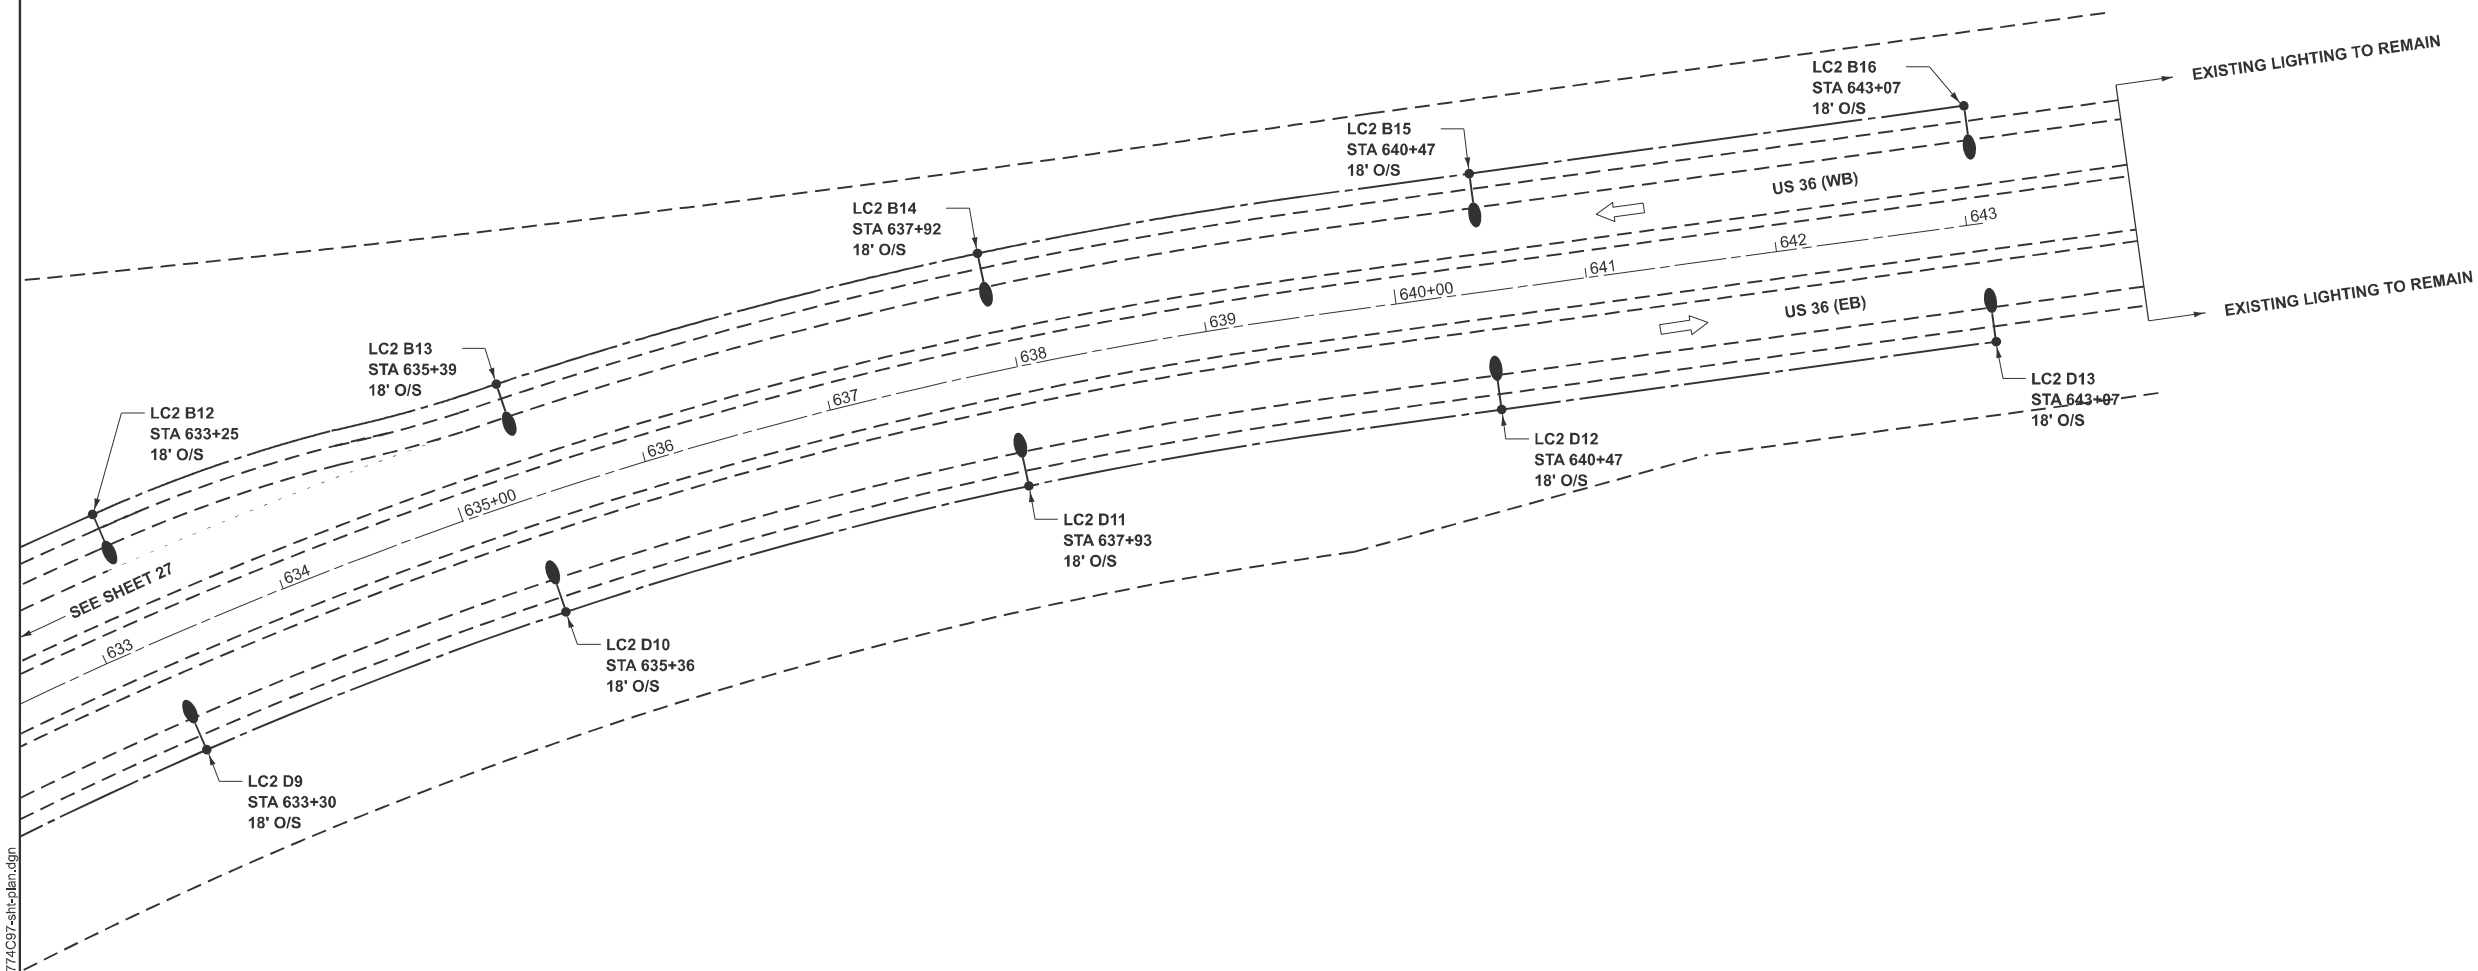 EXISTING LIGHTING TO REMAIN
LC2 B16
STA 643+07
18' O/S
LC2 B15
STA 640+47
18' O/S
US 36 (WB)
LC2 B14
STA 637+92
18' O/S
643
642
641
640+00
639
638
637
636
635+00
634
633
EXISTING LIGHTING TO REMAIN
US 36 (EB)
LC2 B13
STA 635+39
18' O/S
LC2 D13
STA 643+07
18' O/S
LC2 B12
STA 633+25
18' O/S
LC2 D12
STA 640+47
18' O/S
LC2 D11
STA 637+93
18' O/S
SEE SHEET 27
LC2 D10
STA 635+36
18' O/S
LC2 D9
STA 633+30
18' O/S
774C97-sht-plan.dgn